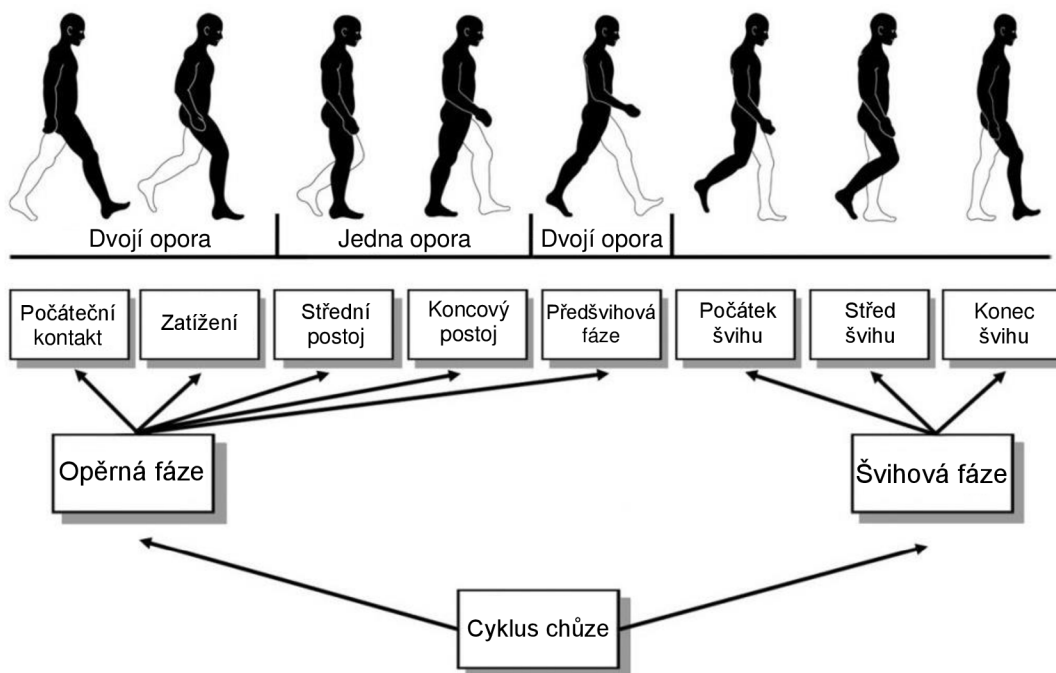 Dvojí opora
Jedna opora
Dvojí opora
Počáteční
kontakt
Zatížení
Střední
postoj
Koncový
postoj
Předšvihová
fáze
Počátek
švihu
Střed
švihu
Konec
švihu
Opěrná fáze
Švihová fáze
Cyklus chůze